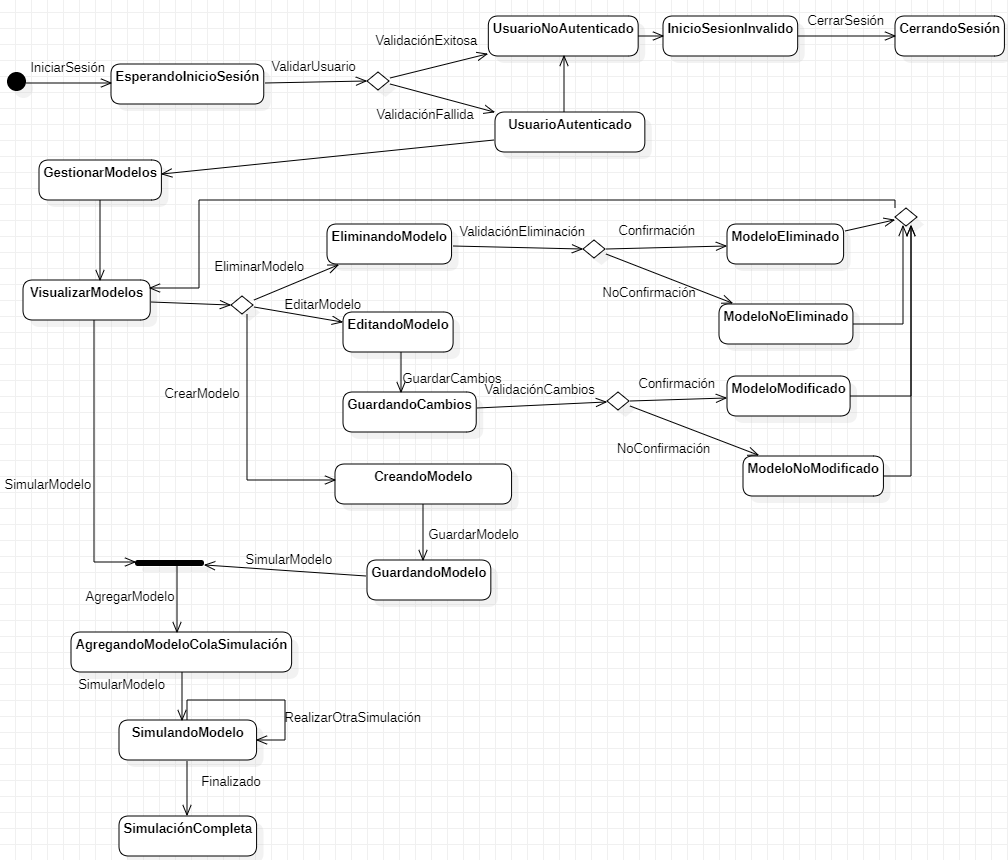 IniciarSesión
EsperandoInicioSesión
ValidarUsuario
ValidaciónExitosa
ValidaciónFallida
UsuarioNoAutenticado
InicioSesionInvalido
CerrarSesión
CerrandoSesión
UsuarioAutenticado
GestionarModelos
VisualizarModelos
EliminarModelo
EliminandoModelo
ValidaciónEliminación
Confirmación
ModeloEliminado
NoConfirmación
ModeloNoEliminado
EditarModelo
EditandoModelo
GuardarCambios
GuardandoCambios
ValidaciónCambios
Confirmación
ModeloModificado
NoConfirmación
ModeloNoModificado
CrearModelo
CreandoModelo
GuardarModelo
GuardandoModelo
SimularModelo
SimularModelo
AgregarModelo
AgregandoModeloColaSimulación
SimularModelo
RealizarOtraSimulación
SimulandoModelo
Finalizado
SimulaciónCompleta